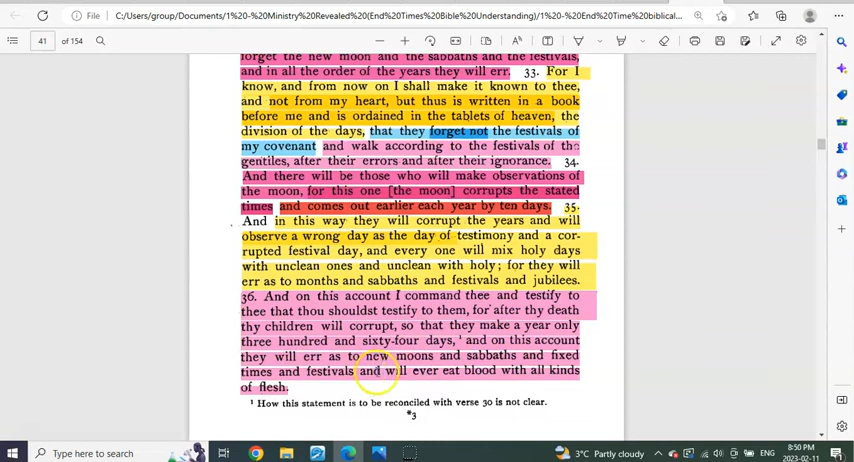 File
C:/Users/group/Documents/1%20-%20Ministry%20Revealed(End%20Times%20Bible%20Understanding)/1%20-%20End%20Time%20biblical...
41 of 154
forget the new moon and the sabbaths and the festivals,
and in all the order of the years they will err. 33. For I
know, and from now on I shall make it known to thee,
and not from my heart, but thus is written in a book
before me and is ordained in the tablets of heaven, the
division of the days, that they forget not the festivals of
my covenant and walk according to the festivals of the
gentiles, after their errors and after their ignorance. 34.
And there will be those who will make observations of
the moon, for this one [the moon] corrupts the stated
times and comes out earlier each year by ten days. 35.
And in this way they will corrupt the years and will
observe a wrong day as the day of testimony and a cor-
rupted festival day, and every one will mix holy days
with unclean ones and unclean with holy; for they will
err as to months and sabbaths and festivals and jubilees.
36. And on this account I command thee and testify to
thee that thou shouldst testify to them, for after thy death
thy children will corrupt, so that they make a year only
three hundred and sixty-four days,¹ and on this account
they will err as to new moons and sabbaths and fixed
times and festivals and will ever eat blood with all kinds
of flesh.
¹ How this statement is to be reconciled with verse 30 is not clear.
*3
Type here to search
3°C Partly cloudy
ENG
8:50 PM
2023-02-11